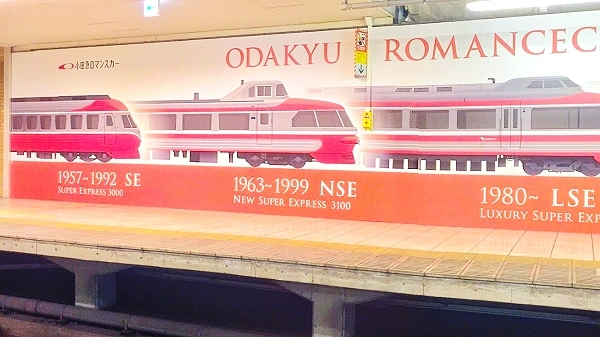 小田急ロマンスカー
ODAKYU ROMANCEC
1957~1992 SE
SUPER EXPRESS 3000
1963~1999 NSE
NEW SUPER EXPRESS 3100
1980~ LSE
LUXURY SUPER EXP